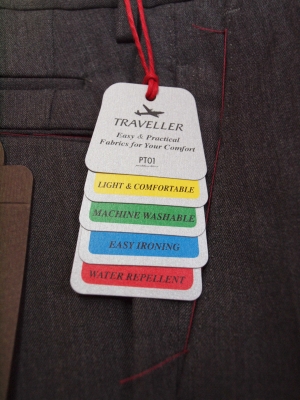 TRAVELLER
Easy & Practical
Fabrics for Your Comfort
PT01
LIGHT & COMFORTABLE
MACHINE WASHABLE
EASY IRONING
WATER REPELLENT